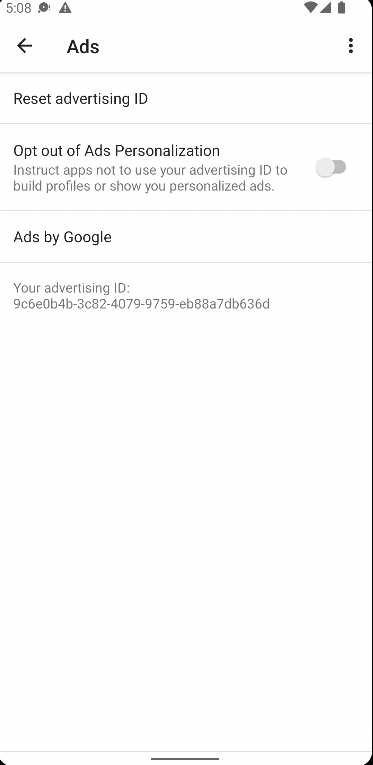 5:08
Ads
Reset advertising ID
Opt out of Ads Personalization
Instruct apps not to use your advertising ID to
build profiles or show you personalized ads.
Ads by Google
Your advertising ID:
9c6e0b4b-3c82-4079-9759-eb88a7db636d